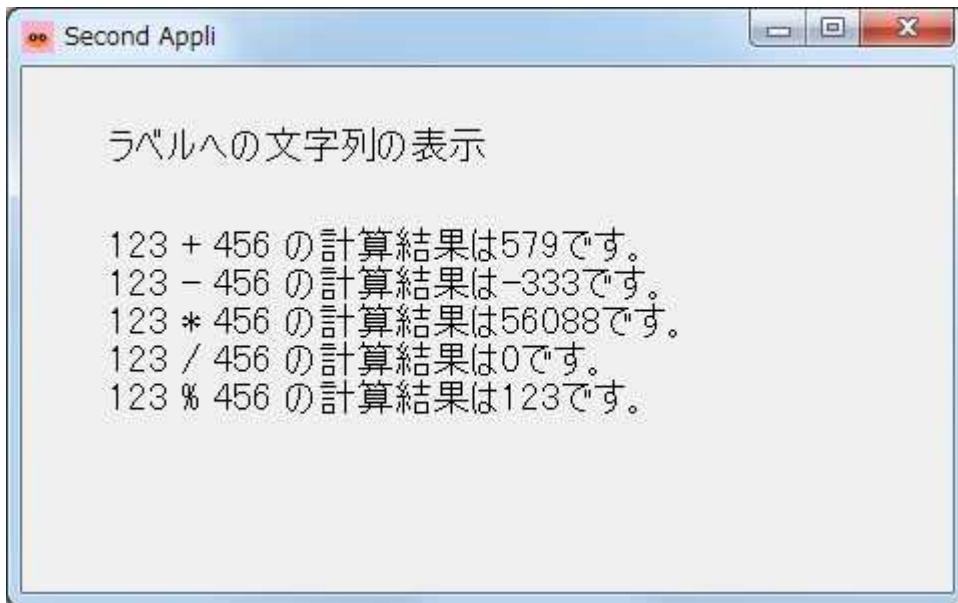 Second Appli
ラベルへの文字列の表示
123 + 456 の計算結果は579です。
123 - 456 の計算結果は-333です。
123 * 456 の計算結果は56088です。
123 / 456 の計算結果は0です。
123 % 456 の計算結果は123です。